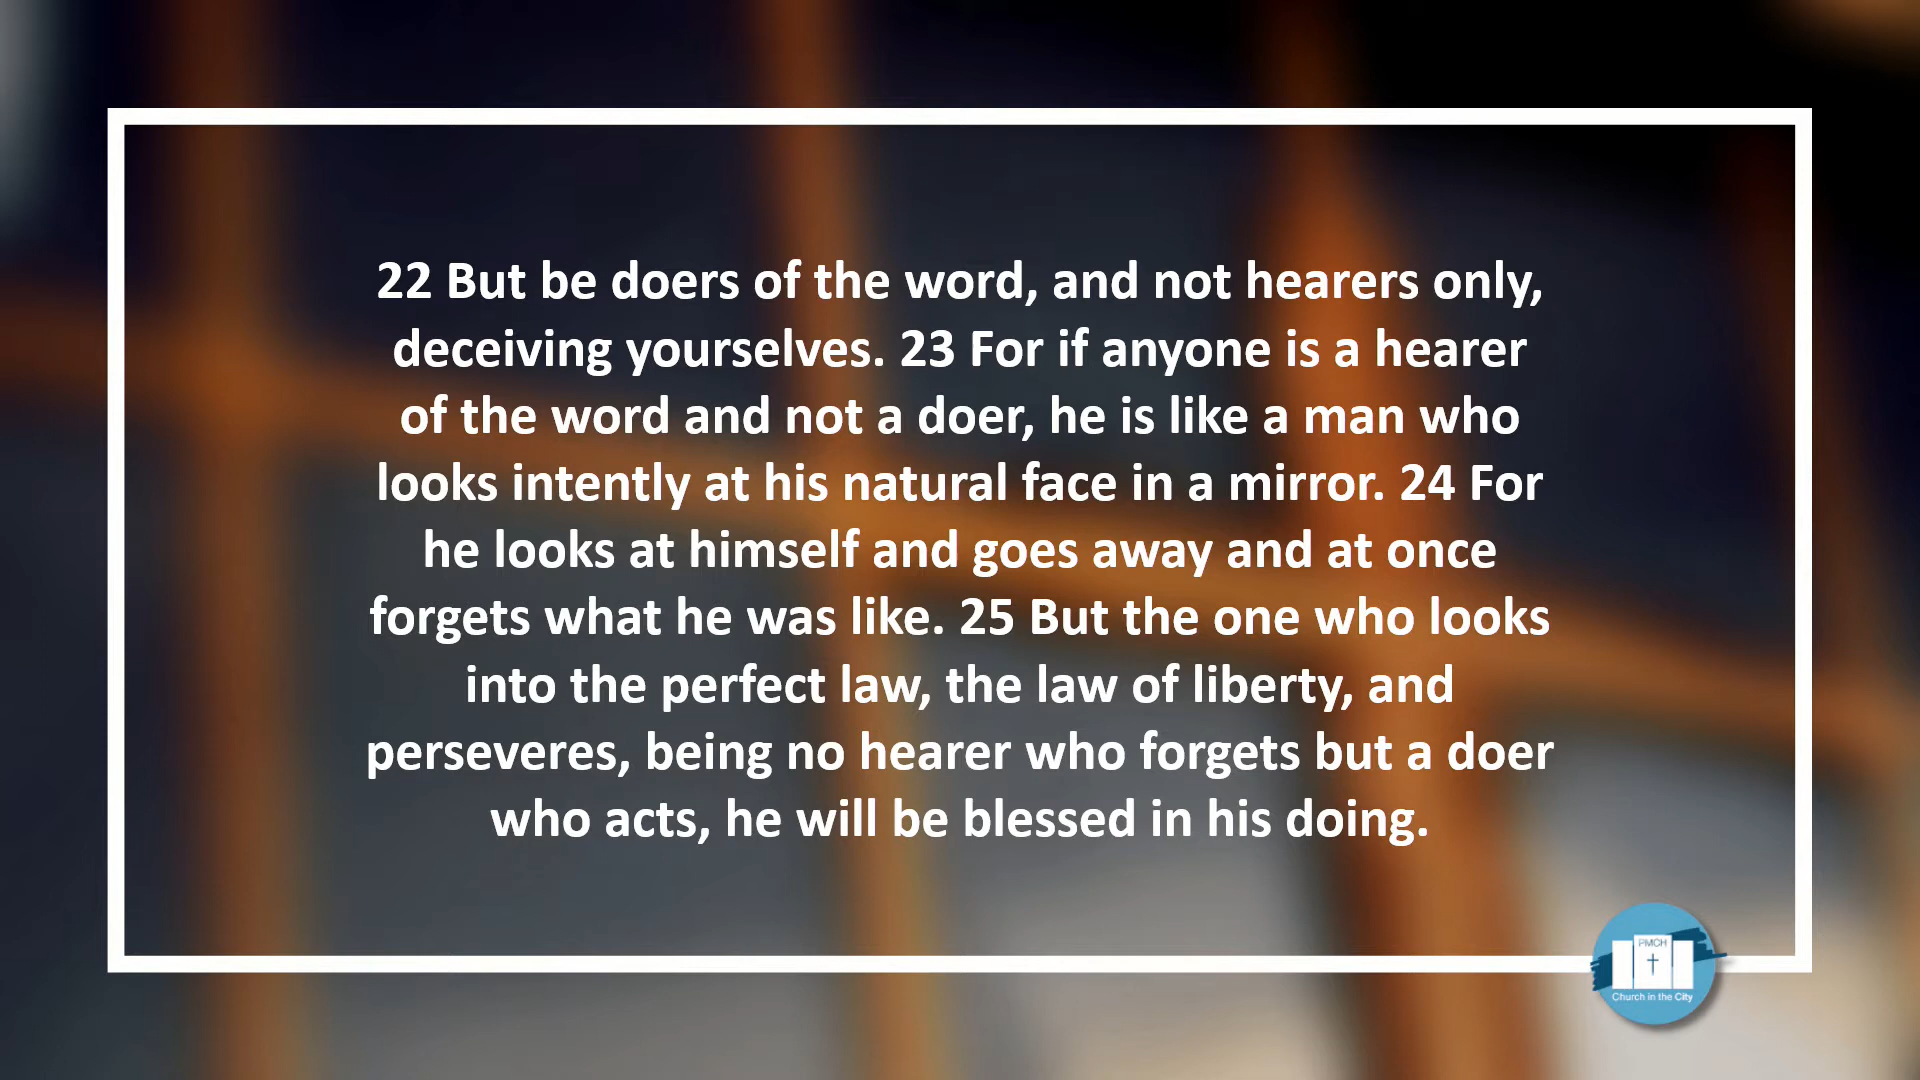 22 But be doers of the word, and not hearers only,
deceiving yourselves. 23 For if anyone is a hearer
of the word and not a doer, he is like a man who
looks intently at his natural face in a mirror. 24 For
he looks at himself and goes away and at once
forgets what he was like. 25 But the one who looks
into the perfect law, the law of liberty, and
perseveres, being no hearer who forgets but a doer
who acts, he will be blessed in his doing.
PMCH
Church in the City